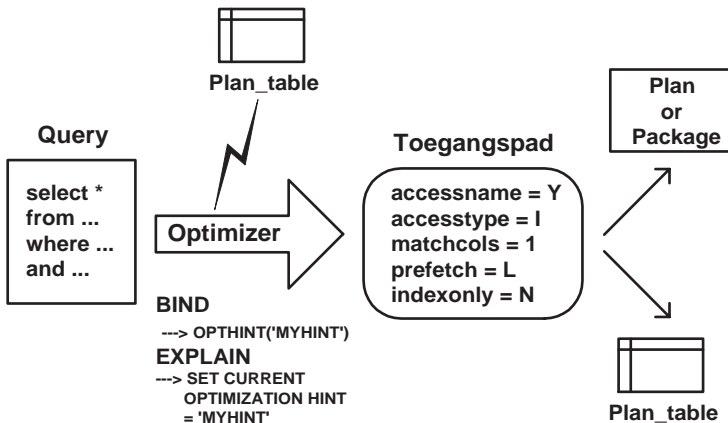 Plan_table
Query
select *
from ...
where ...
and ...
Optimizer
BIND
---> OPTHINT('MYHINT')
EXPLAIN
---> SET CURRENT
OPTIMIZATION HINT
= 'MYHINT'
Toegangspad
accessname = Y
accesstype = I
matchcols = 1
prefetch = L
indexonly = N
Plan
or
Package
Plan_table